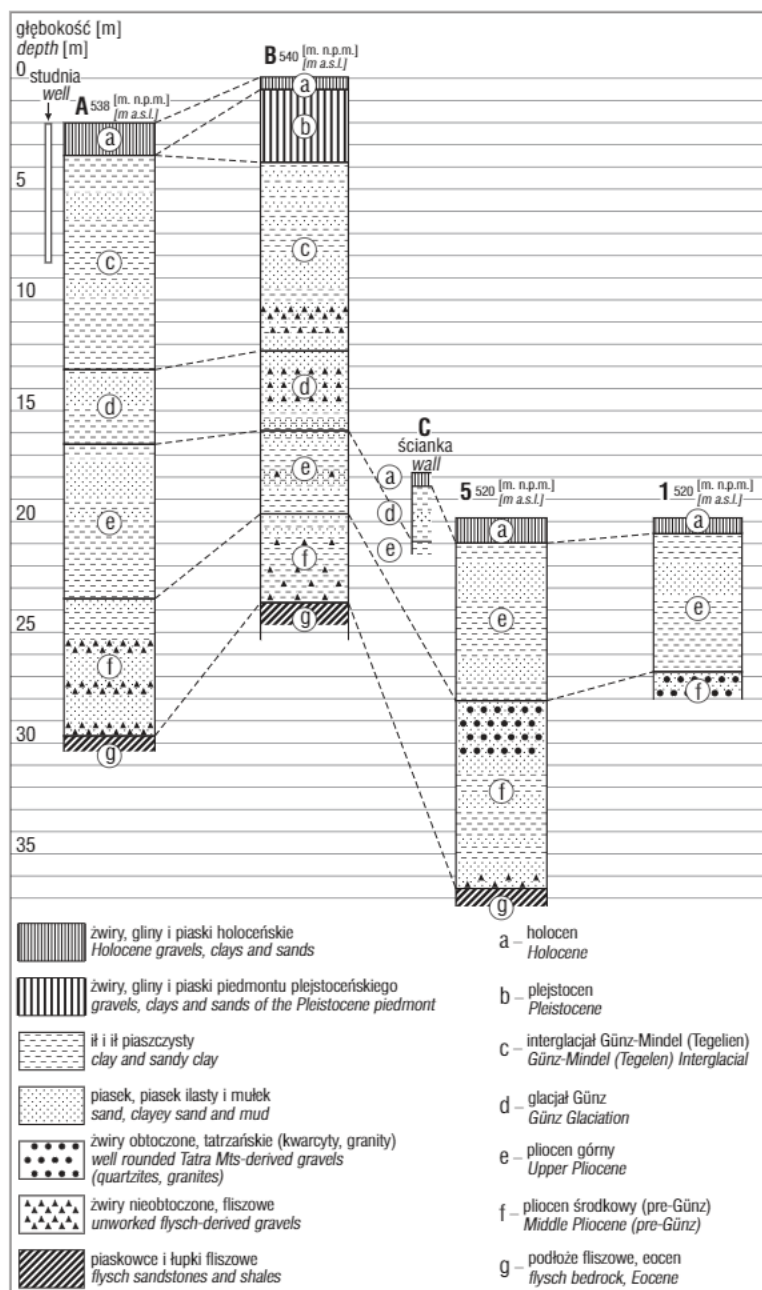 głębokość [m]
depth [m]
0
studnia
well
A 538 [m. n.p.m.]
[m a.s.l.]
B 540 [m. n.p.m.]
[m a.s.l.]
a
a
b
5
c
c
10
d
d
15
C
ścianka
wall
a
d
e
e
e
5 520 [m. n.p.m.]
[m a.s.l.]
1 520 [m. n.p.m.]
[m a.s.l.]
20
a
a
f
e
e
25
g
f
f
30
g
f
35
g
żwiry, gliny i piaski holoceńskie
Holocene gravels, clays and sands
żwiry, gliny i piaski piedmontu plejstoceńskiego
gravels, clays and sands of the Pleistocene piedmont
ił i ił piaszczysty
clay and sandy clay
piasek, piasek ilasty i mułek
sand, clayey sand and mud
żwiry obtoczone, tatrzańskie (kwarcyty, granity)
well rounded Tatra Mts-derived gravels
(quartzites, granites)
żwiry nieobtoczone, fliszowe
unworked flysch-derived gravels
piaskowce i łupki fliszowe
flysch sandstones and shales
a – holocen
Holocene
b – plejstocen
Pleistocene
c – interglacjał Günz-Mindel (Tegelien)
Günz-Mindel (Tegelen) Interglacial
d – glacjał Günz
Günz Glaciation
e – pliocen górny
Upper Pliocene
f – pliocen środkowy (pre-Günz)
Middle Pliocene (pre-Günz)
g – podłoże fliszowe, eocen
flysch bedrock, Eocene